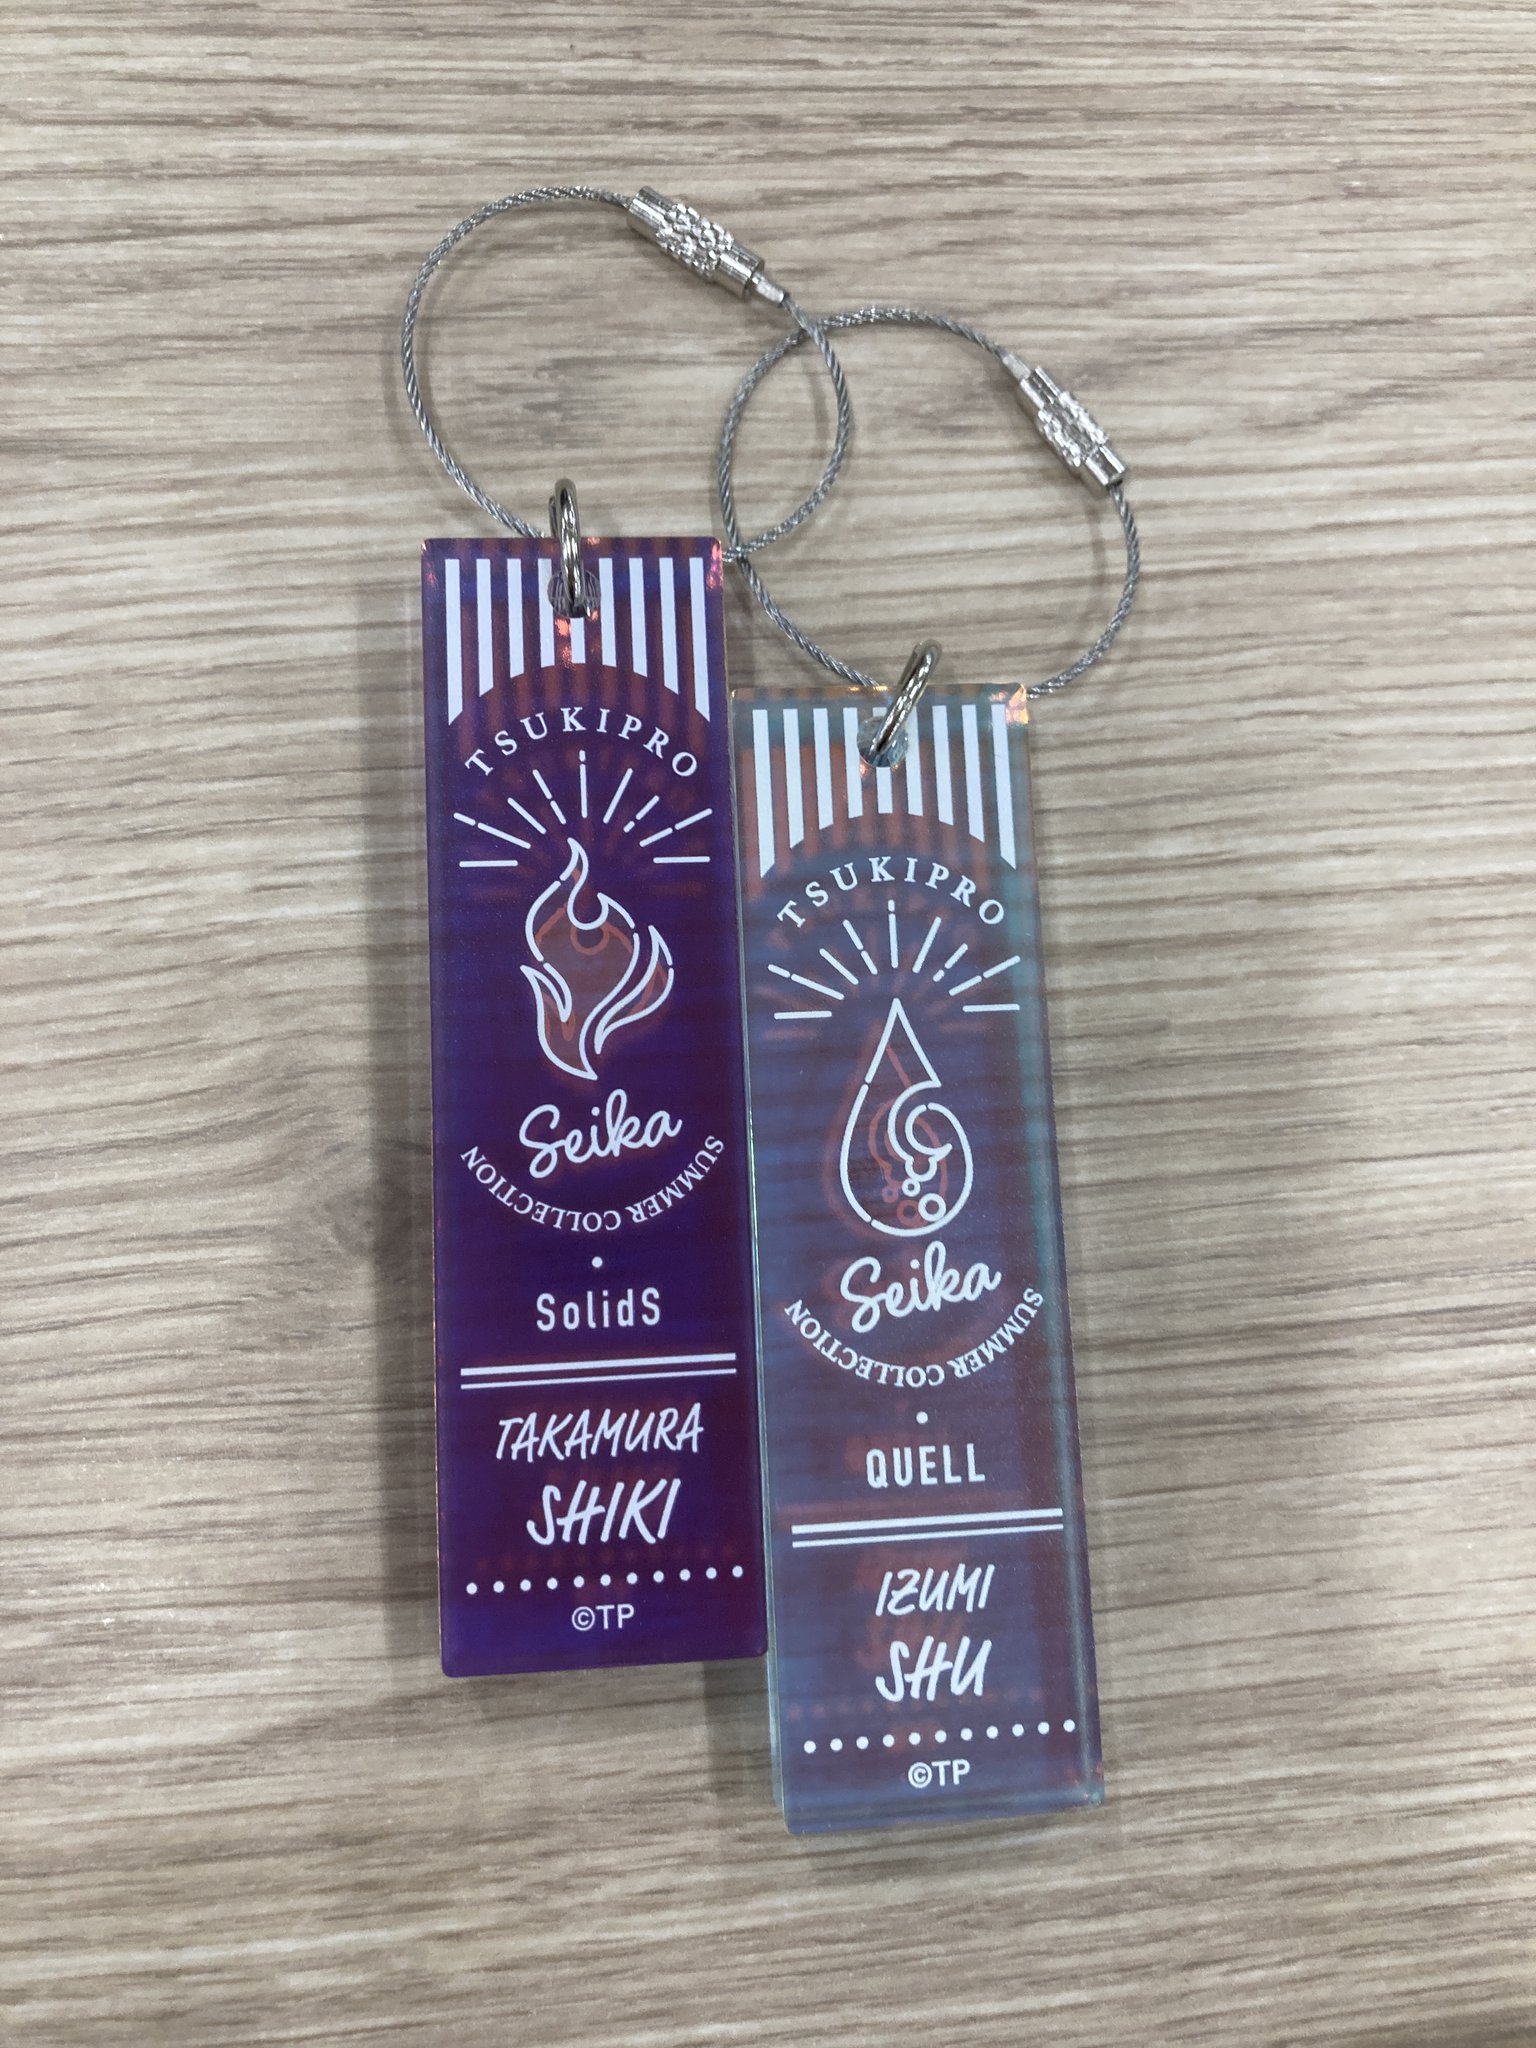 TSUKIPRO
Seika
SUMMER COLLECTION
SolidS
TAKAMURA
SHIKI
©TP
TSUKIPRO
Seika
SUMMER COLLECTION
QUELL
IZUMI
SHU
©TP